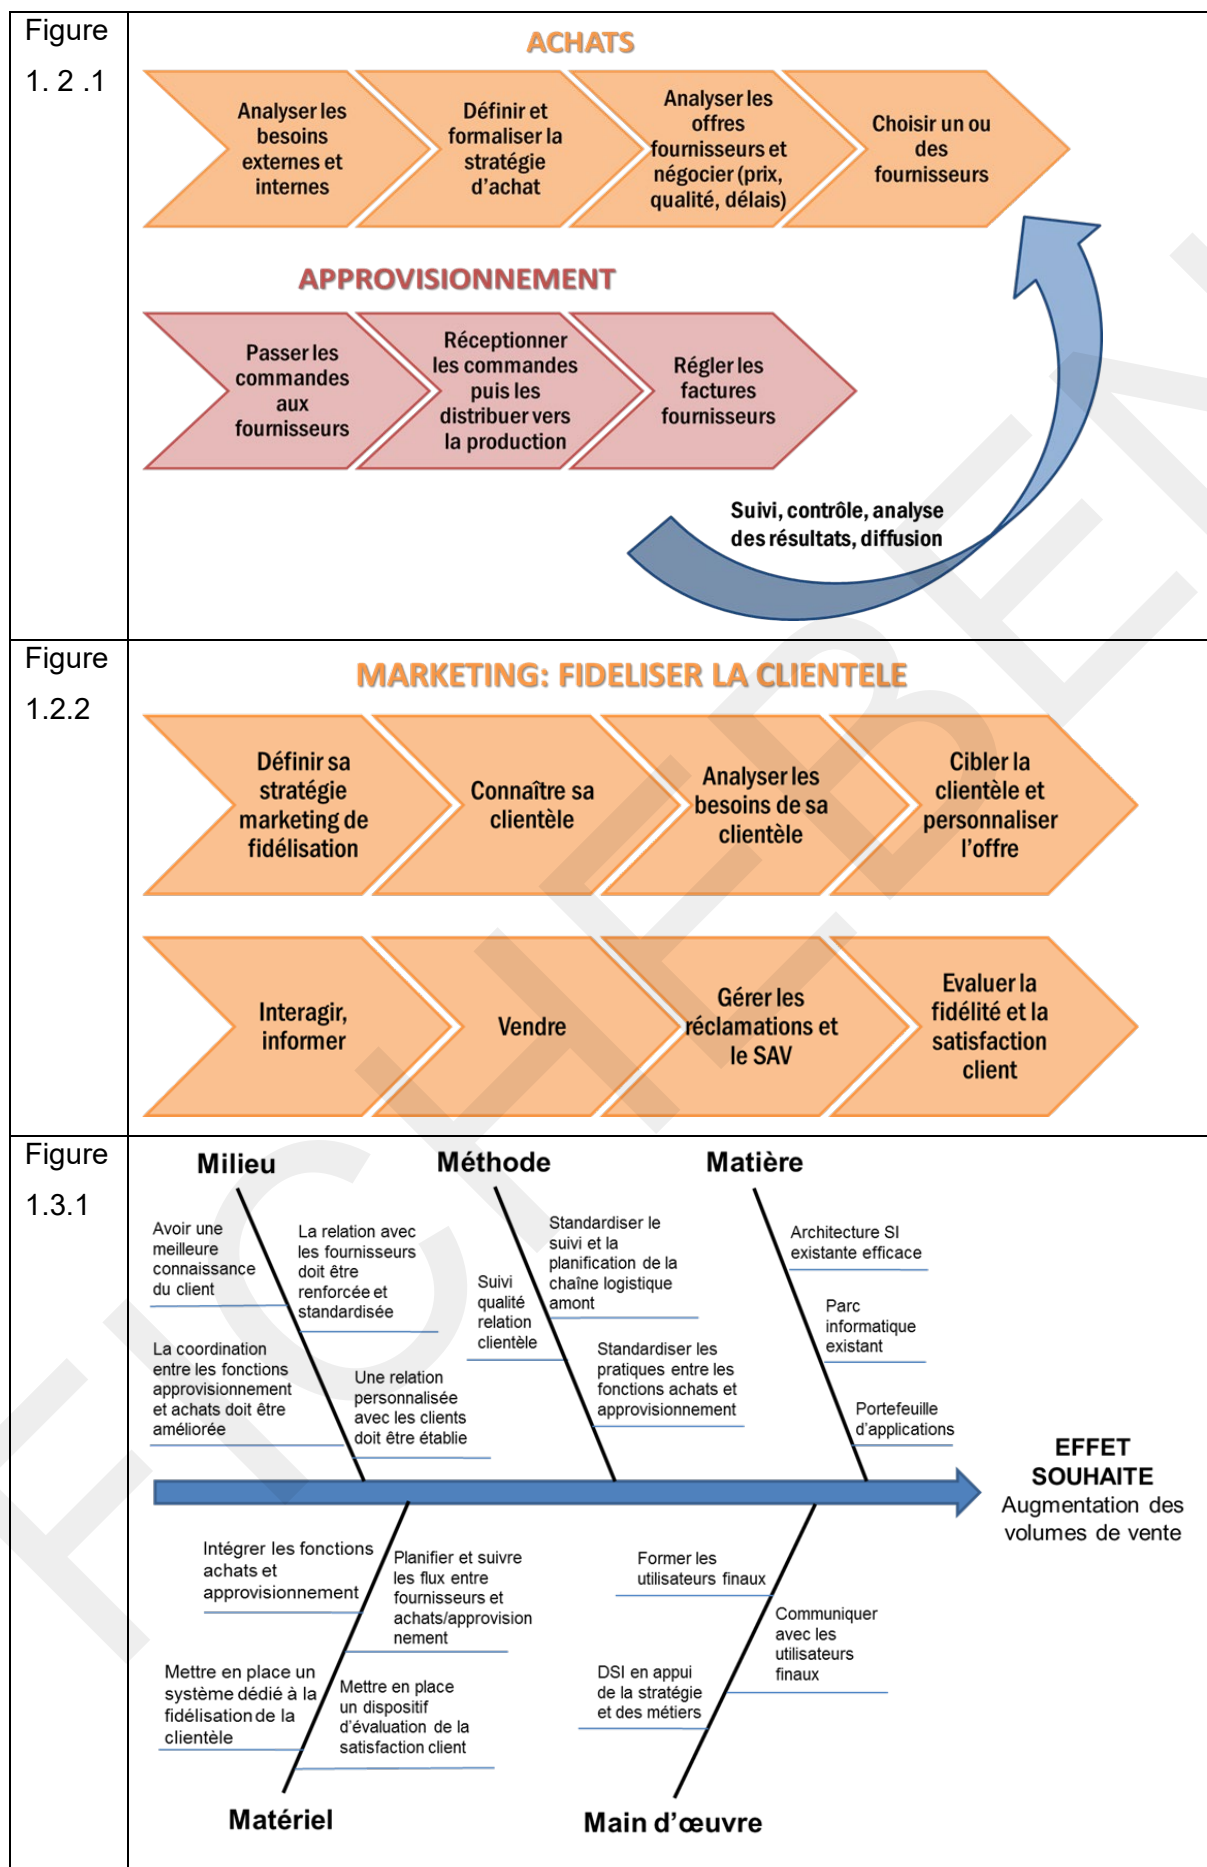 Figure
1. 2 .1
ACHATS
Analyser les
besoins
externes et
internes
Définir et
formaliser la
stratégie
d'achat
Analyser les
offres
fournisseurs et
négocier (prix,
qualité, délais)
Choisir un ou
des
fournisseurs
APPROVISIONNEMENT
Passer les
commandes
aux
fournisseurs
Réceptionner
les commandes
puis les
distribuer vers
la production
Régler les
factures
fournisseurs
Suivi, contrôle, analyse
des résultats, diffusion
Figure
1.2.2
MARKETING: FIDELISER LA CLIENTELE
Définir sa
stratégie
marketing de
fidélisation
Connaître sa
clientèle
Analyser les
besoins de sa
clientèle
Cibler la
clientèle et
personnaliser
l'offre
Interagir,
informer
Vendre
Gérer les
réclamations et
le SAV
Evaluer la
fidélité et la
satisfaction
client
Figure
1.3.1
Milieu
Méthode
Matière
Avoir une
meilleure
connaissance
du client
La relation avec
les fournisseurs
doit être
renforcée et
standardisée
La coordination
entre les fonctions
approvisionnement
et achats doit être
améliorée
Une relation
personnalisée
avec les clients
doit être établie
Suivi
qualité
relation
clientèle
Standardiser le
suivi et la
planification de la
chaîne logistique
amont
Standardiser les
pratiques entre les
fonctions achats et
approvisionnement
Architecture SI
existante efficace
Parc
informatique
existant
Portefeuille
d'applications
EFFET
SOUHAITE
Augmentation des
volumes de vente
Intégrer les fonctions
achats et
approvisionnement
Planifier et suivre
les flux entre
fournisseurs et
achats/approvision
nement
Mettre en place un
système dédié à la
fidélisation de la
clientèle
Mettre en place
un dispositif
d'évaluation de la
satisfaction client
Former les
utilisateurs finaux
Communiquer
avec les
utilisateurs
finaux
DSI en appui
de la stratégie
et des métiers
Matériel
Main d'œuvre
FICHEBEN